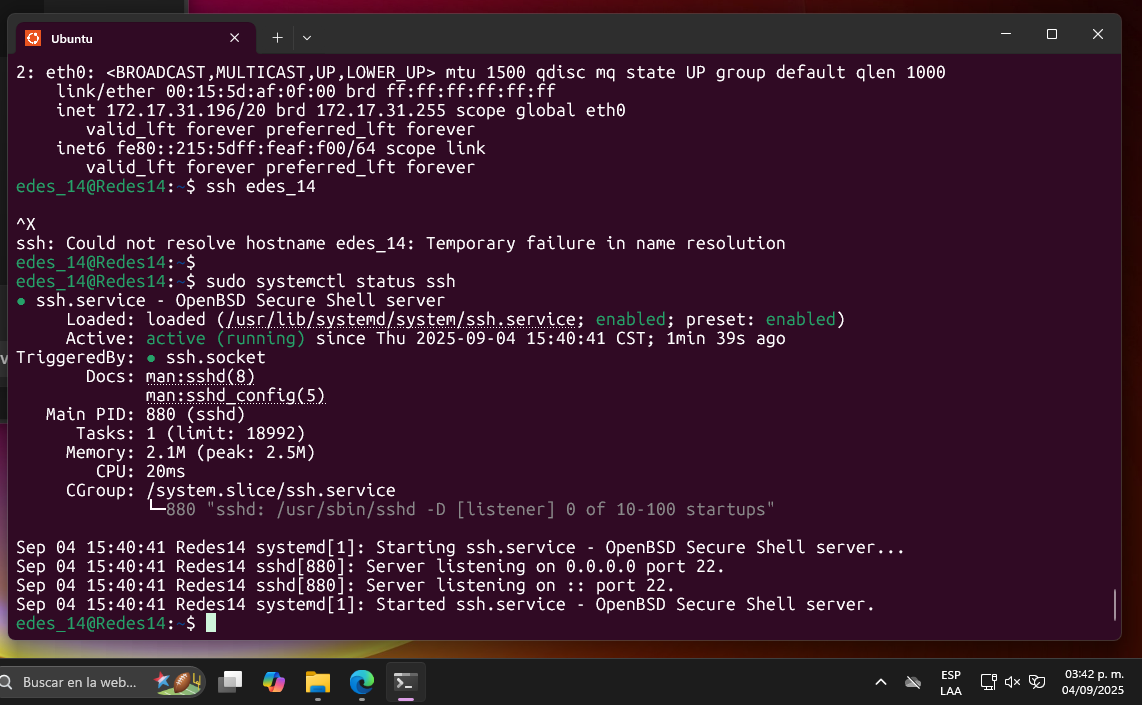 Ubuntu
2: eth0: <BROADCAST,MULTICAST,UP,LOWER_UP> mtu 1500 qdisc mq state UP group default qlen 1000
link/ether 00:15:5d:af:0f:00 brd ff:ff:ff:ff:ff:ff
inet 172.17.31.196/20 brd 172.17.31.255 scope global eth0
valid_lft forever preferred_lft forever
inet6 fe80::215:5dff:feaf:f00/64 scope link
valid_lft forever preferred_lft forever
edes_14@Redes14:~$ ssh edes_14
^X
ssh: Could not resolve hostname edes_14: Temporary failure in name resolution
edes_14@Redes14:~$
edes_14@Redes14:~$ sudo systemctl status ssh
● ssh.service - OpenBSD Secure Shell server
Loaded: loaded (/usr/lib/systemd/system/ssh.service; enabled; preset: enabled)
Active: active (running) since Thu 2025-09-04 15:40:41 CST; 1min 39s ago
TriggeredBy: ● ssh.socket
Docs: man:sshd(8)
man:sshd_config(5)
Main PID: 880 (sshd)
Tasks: 1 (limit: 18992)
Memory: 2.1M (peak: 2.5M)
CPU: 20ms
CGroup: /system.slice/ssh.service
└─880 "sshd: /usr/sbin/sshd -D [listener] 0 of 10-100 startups"
Sep 04 15:40:41 Redes14 systemd[1]: Starting ssh.service - OpenBSD Secure Shell server...
Sep 04 15:40:41 Redes14 sshd[880]: Server listening on 0.0.0.0 port 22.
Sep 04 15:40:41 Redes14 sshd[880]: Server listening on :: port 22.
Sep 04 15:40:41 Redes14 systemd[1]: Started ssh.service - OpenBSD Secure Shell server.
edes_14@Redes14:~$
Buscar en la web...
ESP
LAA
03:42 p. m.
04/09/2025